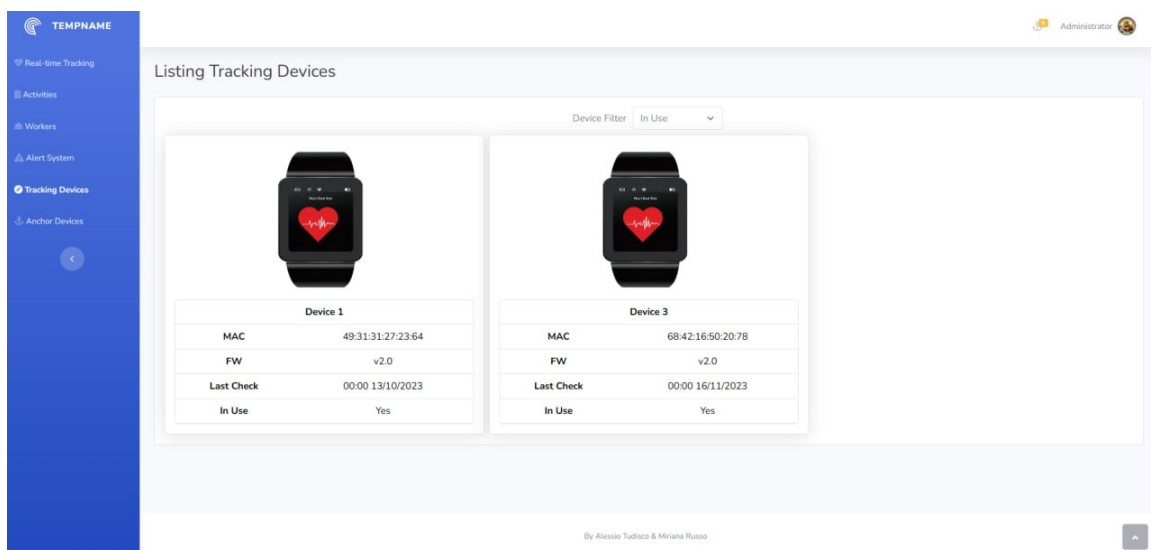 TEMPNAME
Administrator
Real-time Tracking
Activities
Workers
Alert System
Tracking Devices
Anchor Devices
Listing Tracking Devices
Device Filter In Use
Device 1
MAC 49:31:31:27:23:64
FW v2.0
Last Check 00:00 13/10/2023
In Use Yes
Device 3
MAC 68:42:16:50:20:78
FW v2.0
Last Check 00:00 16/11/2023
In Use Yes
By Alessio Tudisco & Miriana Russo